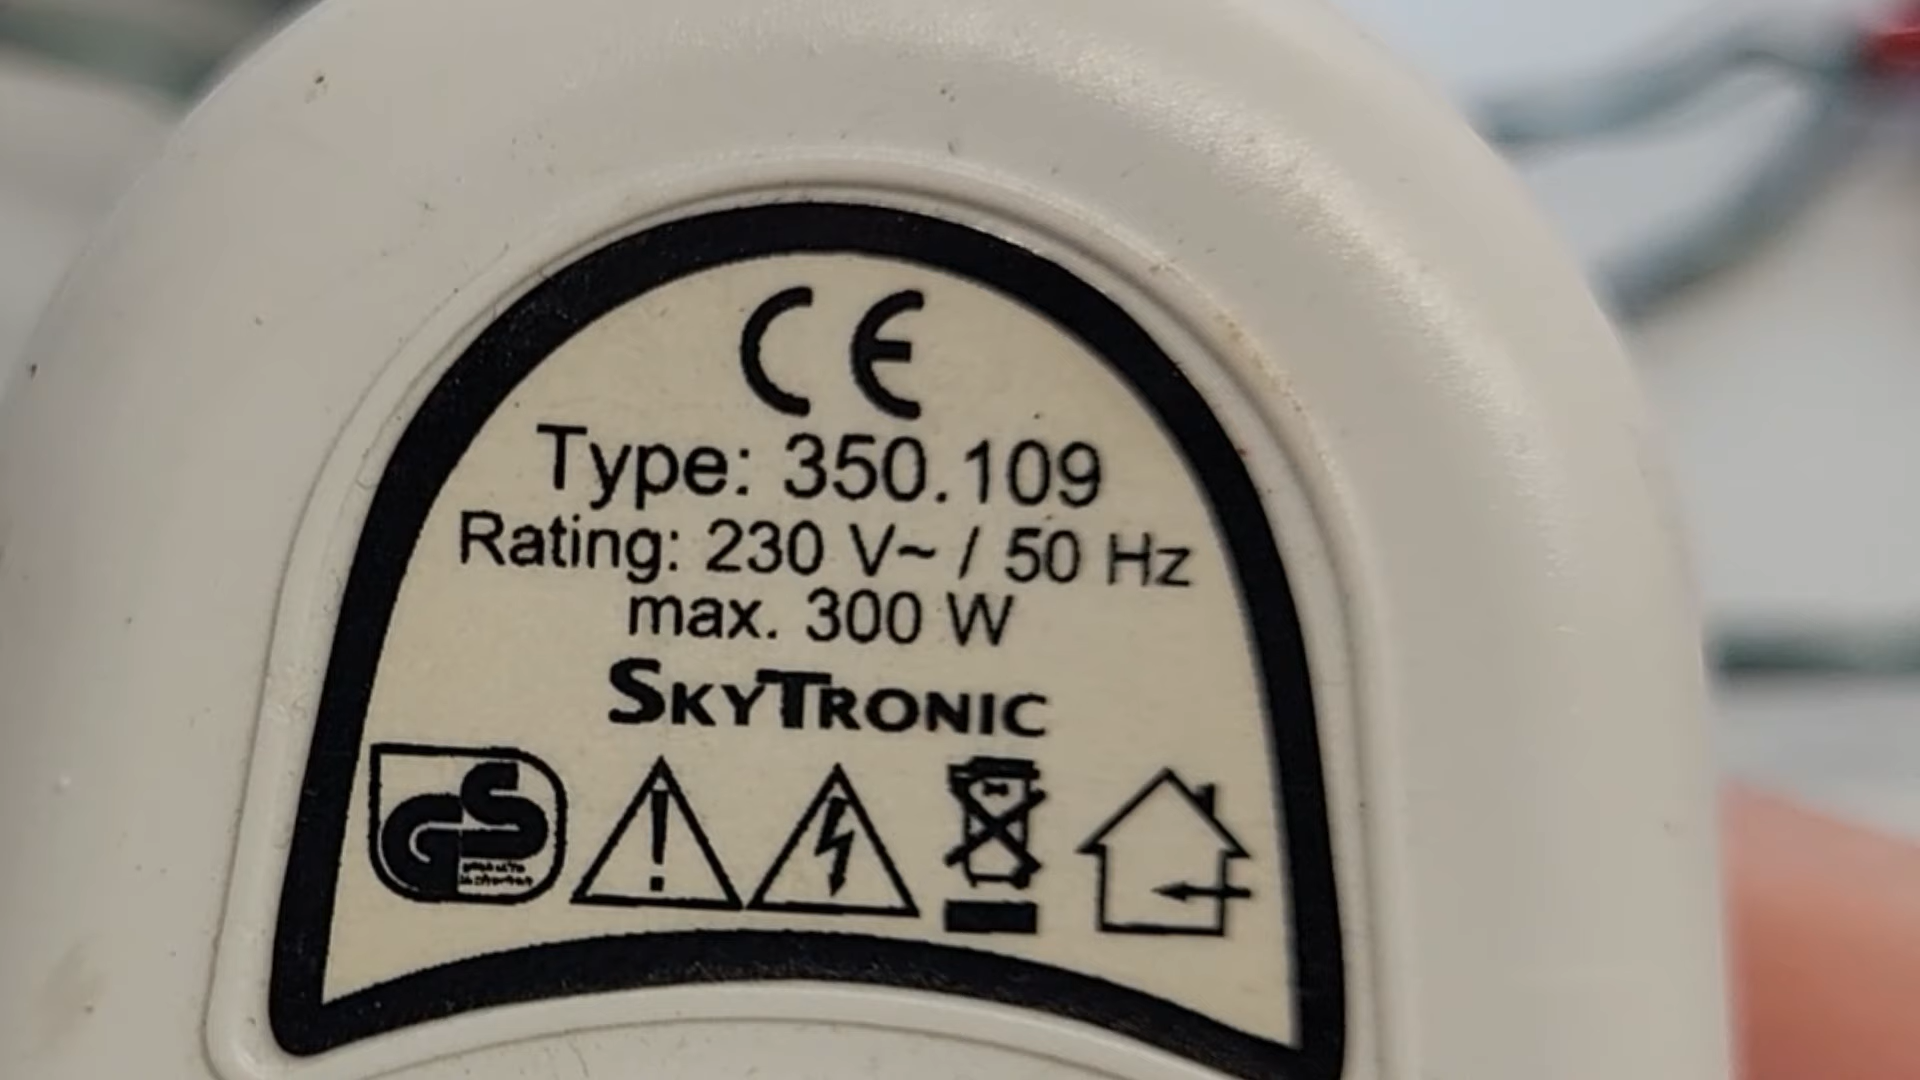 CE
Type: 350.109
Rating: 230 V~ / 50 Hz
max. 300 W
SKYTRONIC
GS